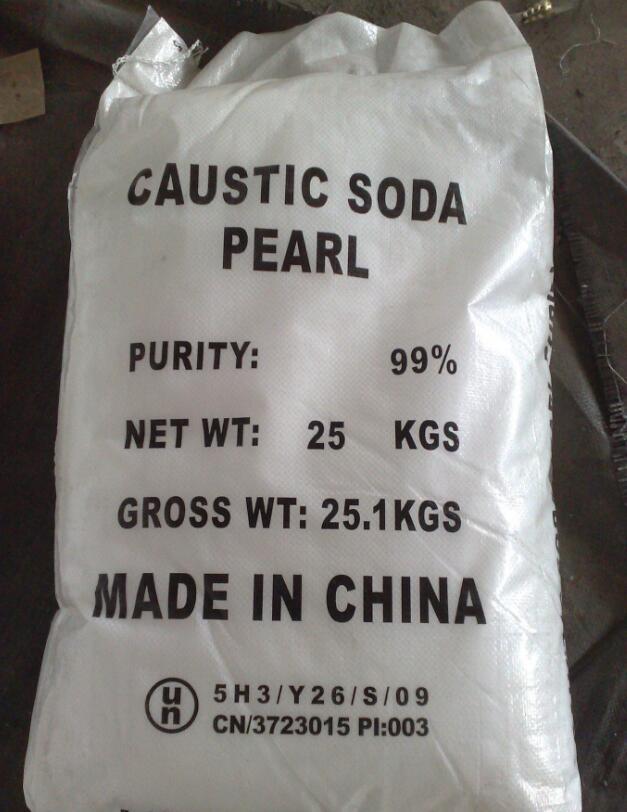 CAUSTIC SODA
PEARL
PURITY: 99%
NET WT: 25 KGS
GROSS WT: 25.1KGS
MADE IN CHINA
un 5H3/Y26/S/09
CN/3723015 PI:003